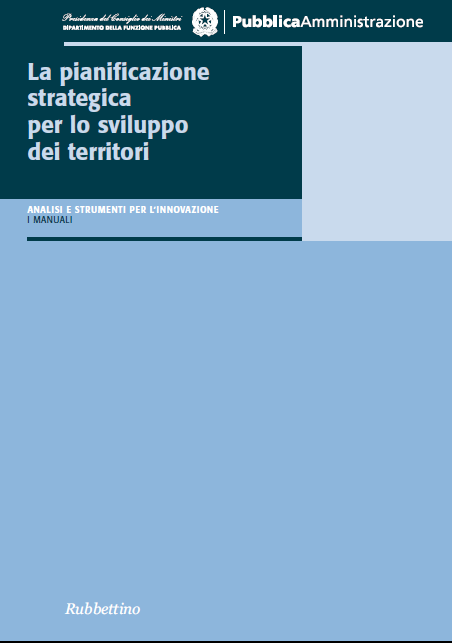 Presidenza del Consiglio dei Ministri
DIPARTIMENTO DELLA FUNZIONE PUBBLICA
PubblicaAmministrazione
La pianificazione
strategica
per lo sviluppo
dei territori
ANALISI E STRUMENTI PER L'INNOVAZIONE
I MANUALI
Rubbettino